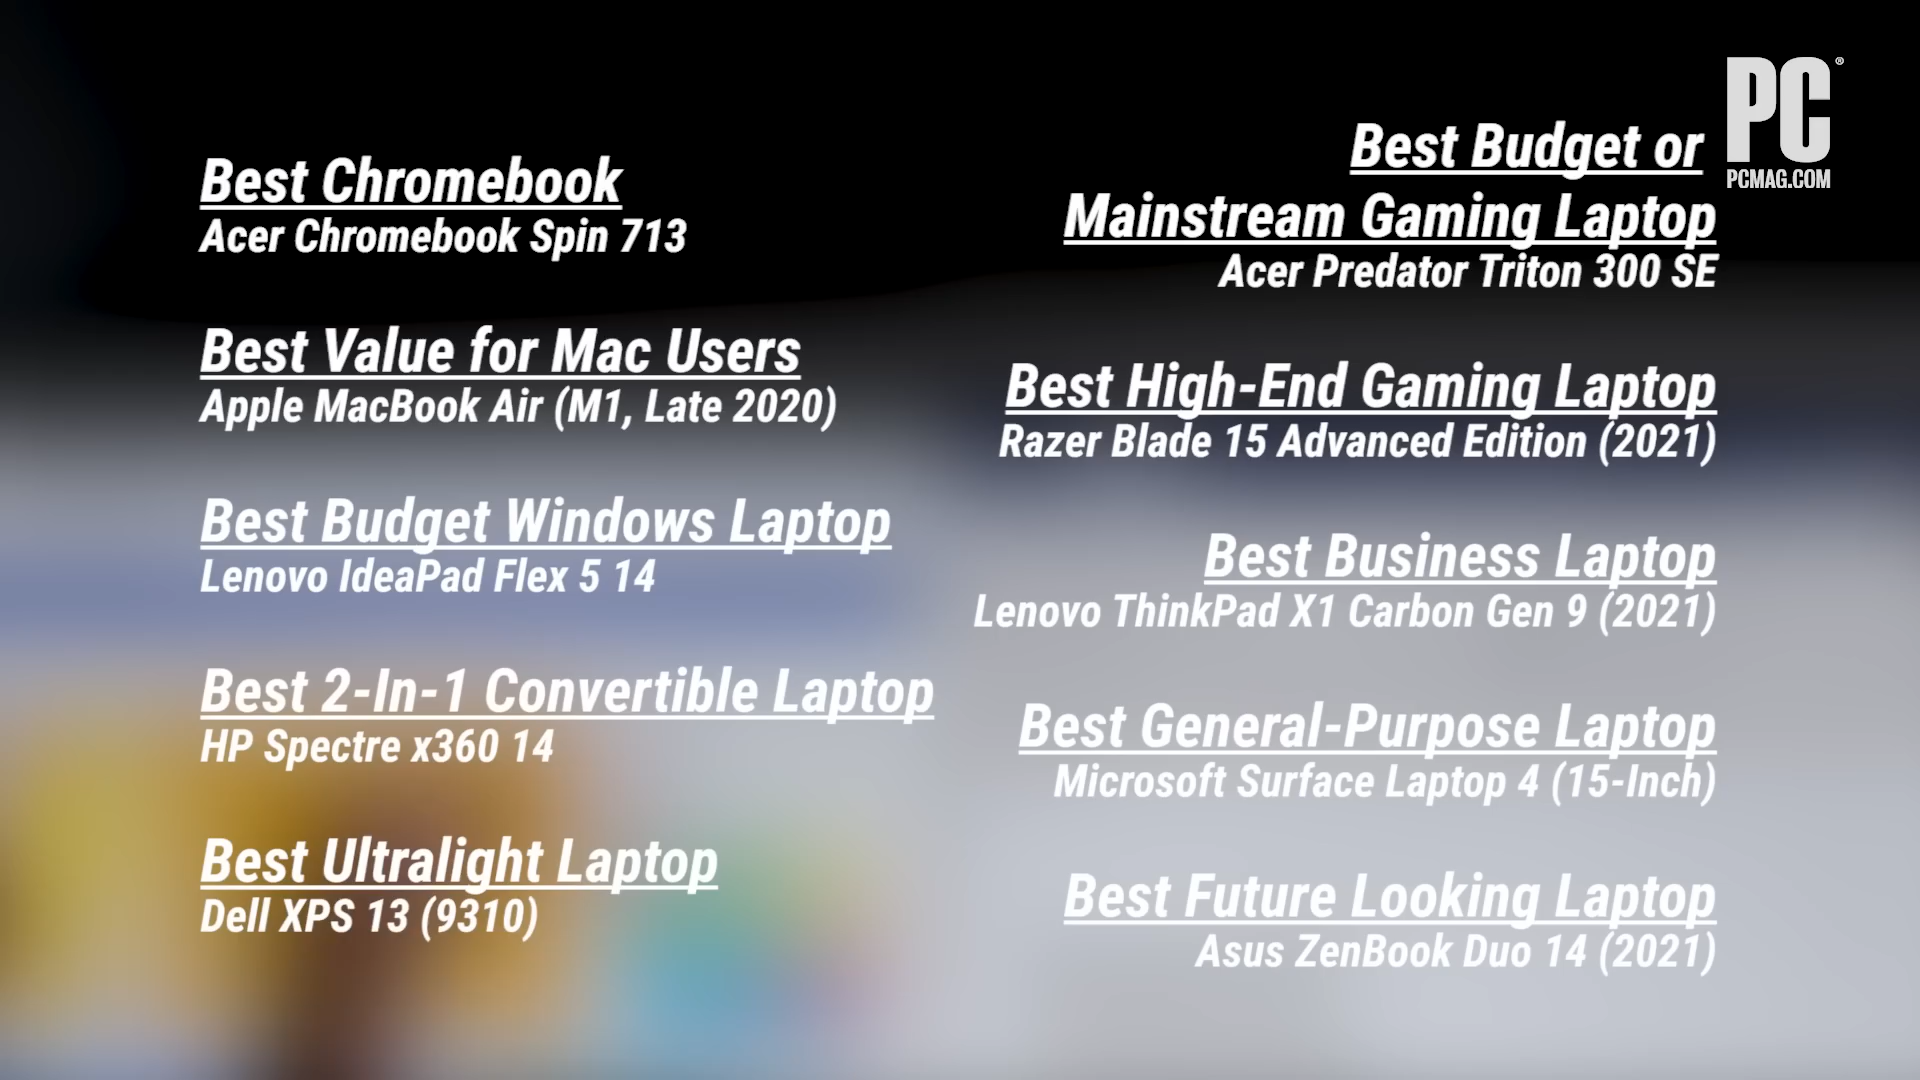 Best Chromebook
Acer Chromebook Spin 713
Best Value for Mac Users
Apple MacBook Air (M1, Late 2020)
Best Budget Windows Laptop
Lenovo IdeaPad Flex 5 14
Best 2-In-1 Convertible Laptop
HP Spectre x360 14
Best Ultralight Laptop
Dell XPS 13 (9310)
PC®
PCMAG.COM
Best Budget or
Mainstream Gaming Laptop
Acer Predator Triton 300 SE
Best High-End Gaming Laptop
Razer Blade 15 Advanced Edition (2021)
Best Business Laptop
Lenovo ThinkPad X1 Carbon Gen 9 (2021)
Best General-Purpose Laptop
Microsoft Surface Laptop 4 (15-Inch)
Best Future Looking Laptop
Asus ZenBook Duo 14 (2021)